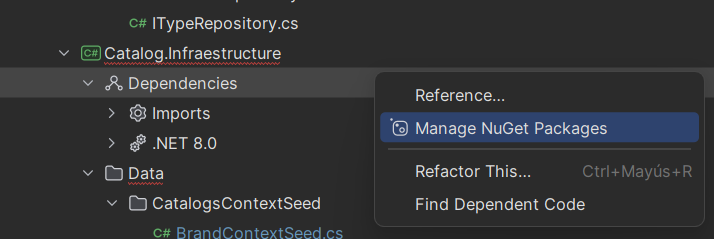 C# ITypeRepository.cs
C# Catalog.Infraestructure
Dependencies
Reference...
Imports
Manage NuGet Packages
.NET 8.0
Refactor This... Ctrl+Mayús+R
Data
CatalogsContextSeed
Find Dependent Code
C# BrandContextSeed.cs